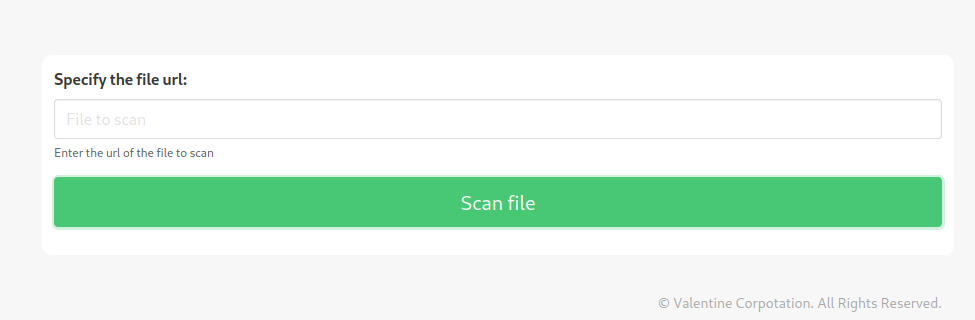 Specify the file url:
File to scan
Enter the url of the file to scan
Scan file
© Valentine Corpotation. All Rights Reserved.